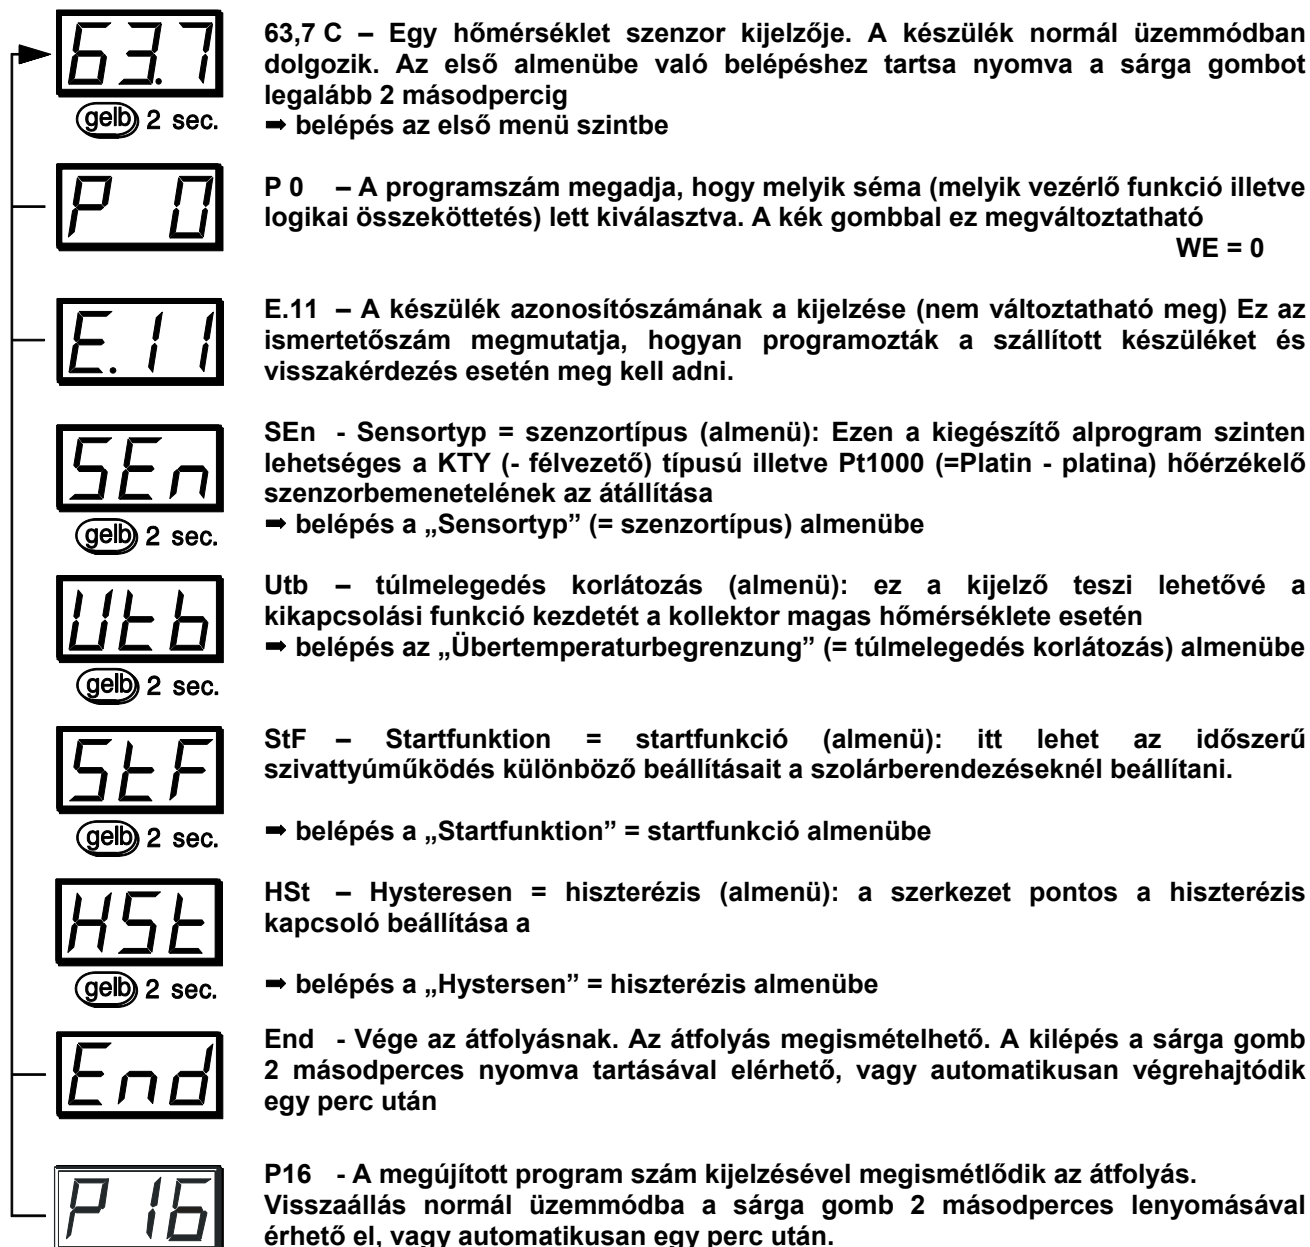 63.7
63,7 C – Egy hőmérséklet szenzor kijelzője. A készülék normál üzemmódban
dolgozik. Az első almenübe való belépéshez tartsa nyomva a sárga gombot
legalább 2 másodpercig
gelb 2 sec.
➡ belépés az első menü szintbe
P 0
P 0 – A programszám megadja, hogy melyik séma (melyik vezérlő funkció illetve
logikai összeköttetés) lett kiválasztva. A kék gombbal ez megváltoztatható
WE = 0
E.11
E.11 – A készülék azonosítószámának a kijelzése (nem változtatható meg) Ez az
ismertetőszám megmutatja, hogyan programozták a szállított készüléket és
visszakérdezés esetén meg kell adni.
SEn
SEn - Sensortyp = szenzortípus (almenü): Ezen a kiegészítő alprogram szinten
lehetséges a KTY (- félvezető) típusú illetve Pt1000 (=Platin - platina) hőérzékelő
szenzorbemenetelének az átállítása
gelb 2 sec.
➡ belépés a „Sensortyp” (= szenzortípus) almenübe
Utb
Utb – túlmelegedés korlátozás (almenü): ez a kijelző teszi lehetővé a
kikapcsolási funkció kezdetét a kollektor magas hőmérséklete esetén
➡ belépés az „Übertemperaturbegrenzung” (= túlmelegedés korlátozás) almenübe
gelb 2 sec.
StF
StF – Startfunktion = startfunkció (almenü): itt lehet az időszerű
szivattyúműködés különböző beállításait a szolárberendezéseknél beállítani.
gelb 2 sec.
➡ belépés a „Startfunktion” = startfunkció almenübe
HSt
HSt – Hysteresen = hiszterézis (almenü): a szerkezet pontos a hiszterézis
kapcsoló beállítása a
gelb 2 sec.
➡ belépés a „Hystersen” = hiszterézis almenübe
End
End - Vége az átfolyásnak. Az átfolyás megismételhető. A kilépés a sárga gomb
2 másodperces nyomva tartásával elérhető, vagy automatikusan végrehajtódik
egy perc után
P16
P16 - A megújított program szám kijelzésével megismétlődik az átfolyás.
Visszaállás normál üzemmódba a sárga gomb 2 másodperces lenyomásával
érhető el, vagy automatikusan egy perc után.